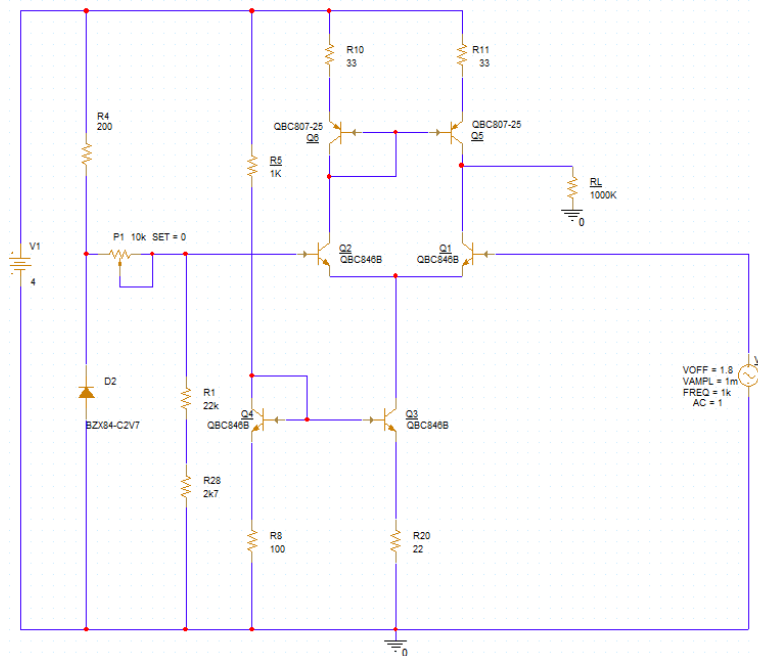 R10
33
R11
33
R4
200
QBC807-25
Q6
QBC807-25
Q5
R5
1K
RL
1000K
0
P1 10k SET = 0
V1
4
Q2
QBC846B
Q1
QBC846B
D2
BZX84-C2V7
R1
22k
Q4
QBC846B
Q3
QBC846B
V
VOFF = 1.8
VAMPL = 1m
FREQ = 1k
AC = 1
R28
2k7
R8
100
R20
22
0